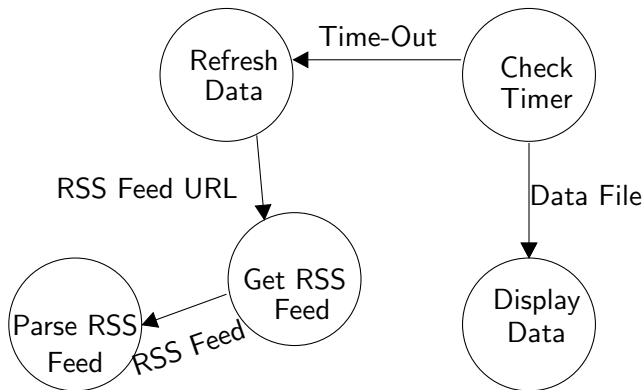 Time-Out
Refresh
Data
Check
Timer
RSS Feed URL
Data File
Get RSS
Feed
Display
Data
Parse RSS
Feed
RSS Feed